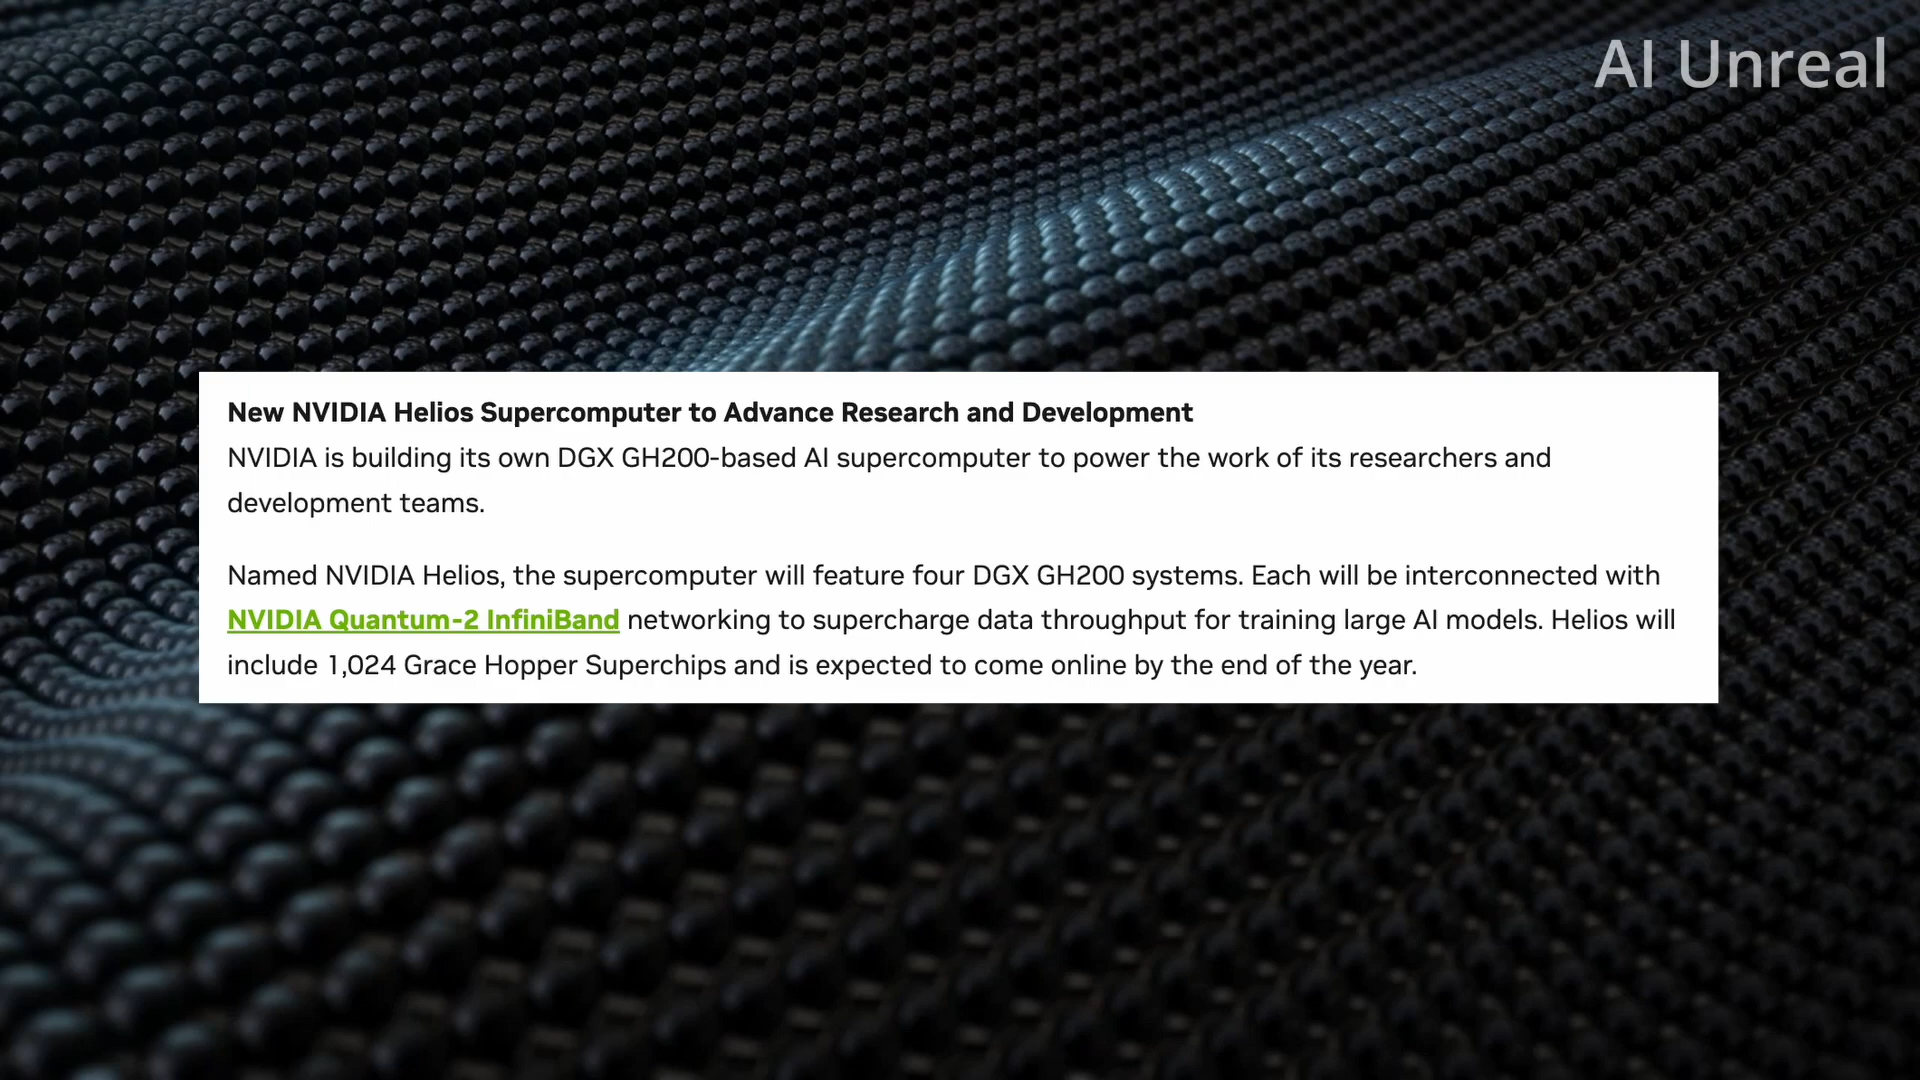 AI Unreal
New NVIDIA Helios Supercomputer to Advance Research and Development
NVIDIA is building its own DGX GH200-based AI supercomputer to power the work of its researchers and
development teams.
Named NVIDIA Helios, the supercomputer will feature four DGX GH200 systems. Each will be interconnected with
NVIDIA Quantum-2 InfiniBand networking to supercharge data throughput for training large AI models. Helios will
include 1,024 Grace Hopper Superchips and is expected to come online by the end of the year.